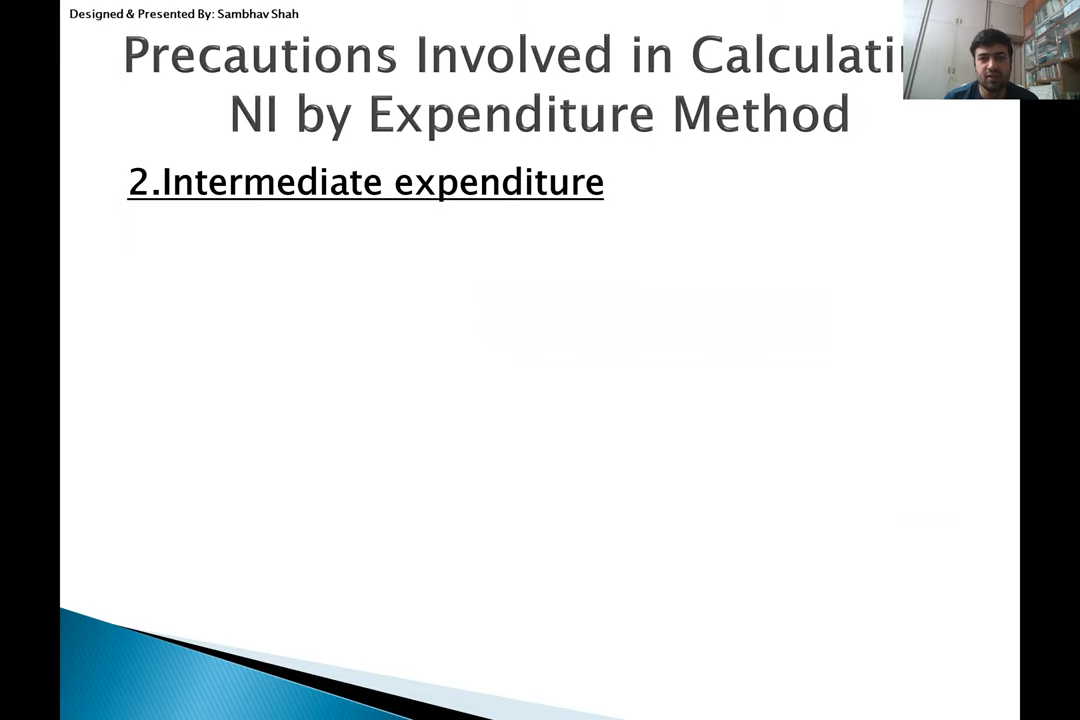 Designed & Presented By: Sambhav Shah
Precautions Involved in Calculati
NI by Expenditure Method
2.Intermediate expenditure